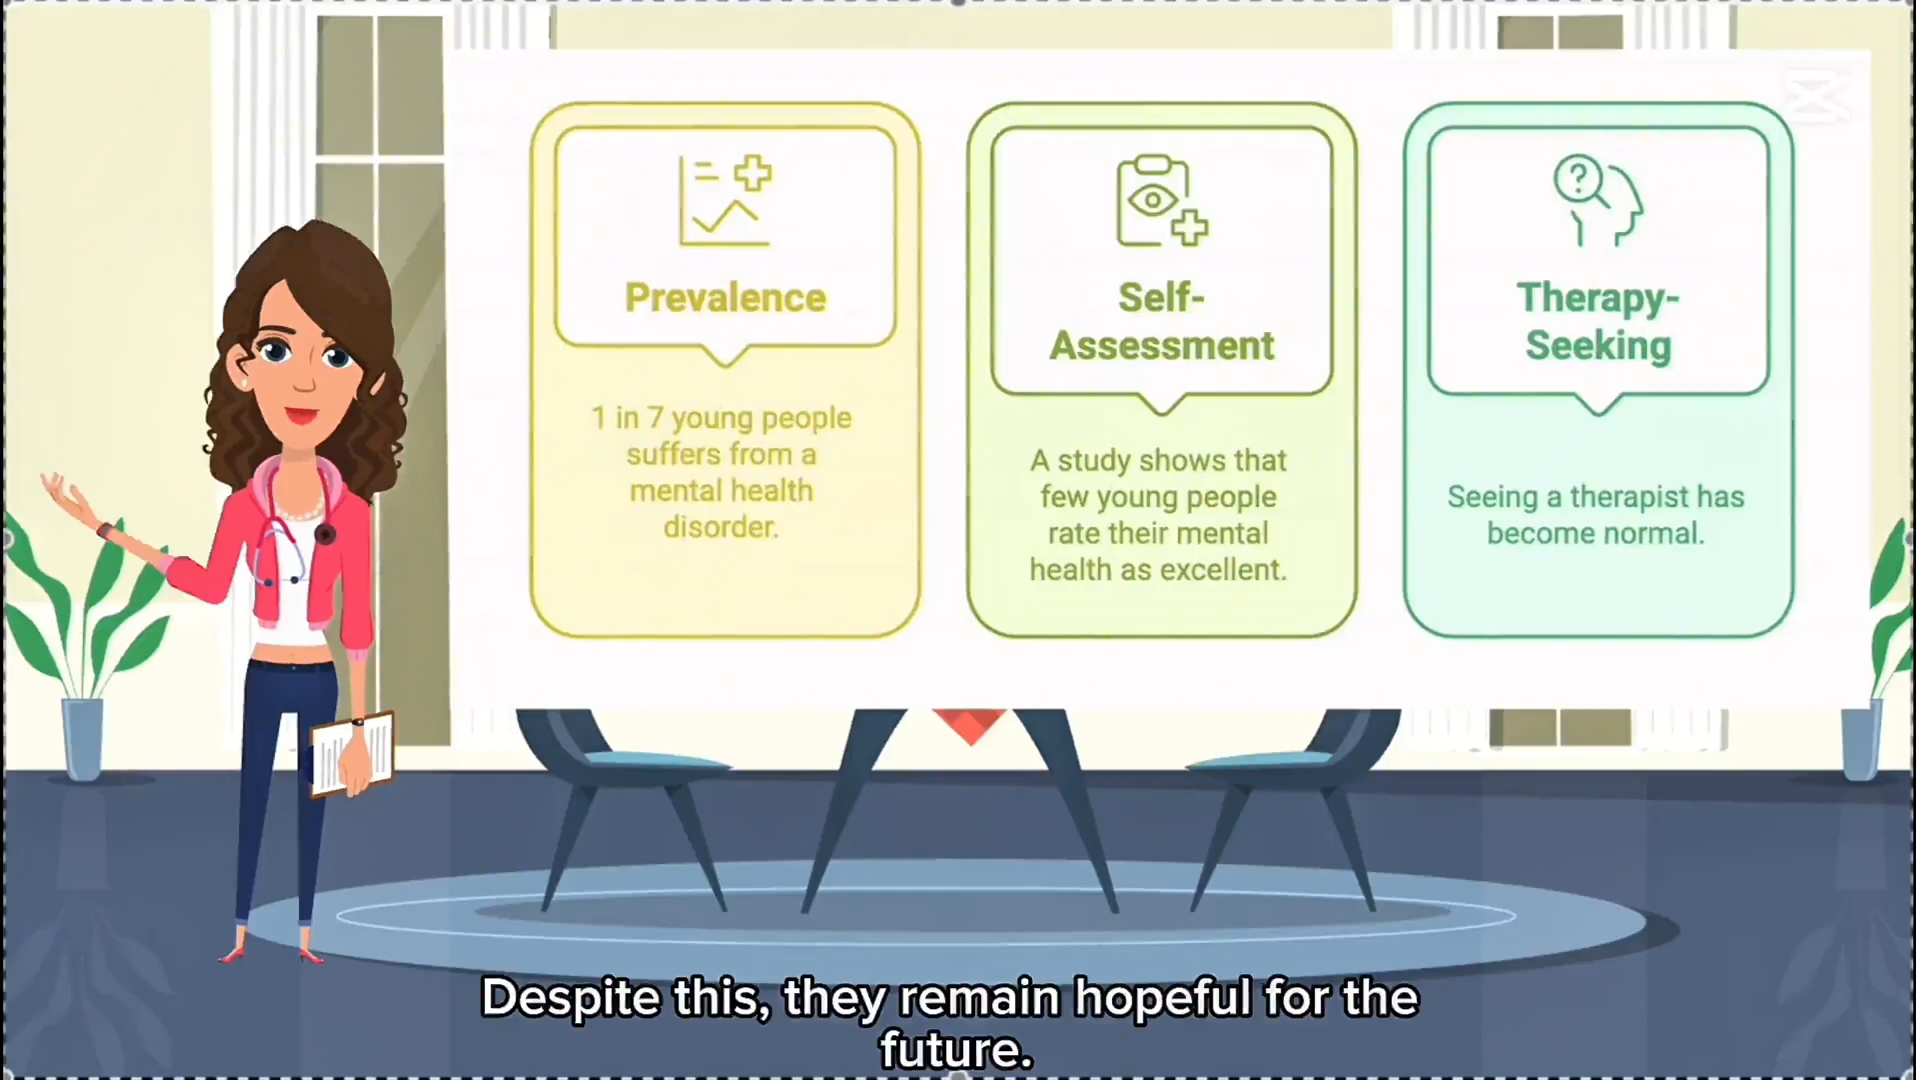 Prevalence
1 in 7 young people
suffers from a
mental health
disorder.
Self-
Assessment
A study shows that
few young people
rate their mental
health as excellent.
Therapy-
Seeking
Seeing a therapist has
become normal.
Despite this, they remain hopeful for the
future.